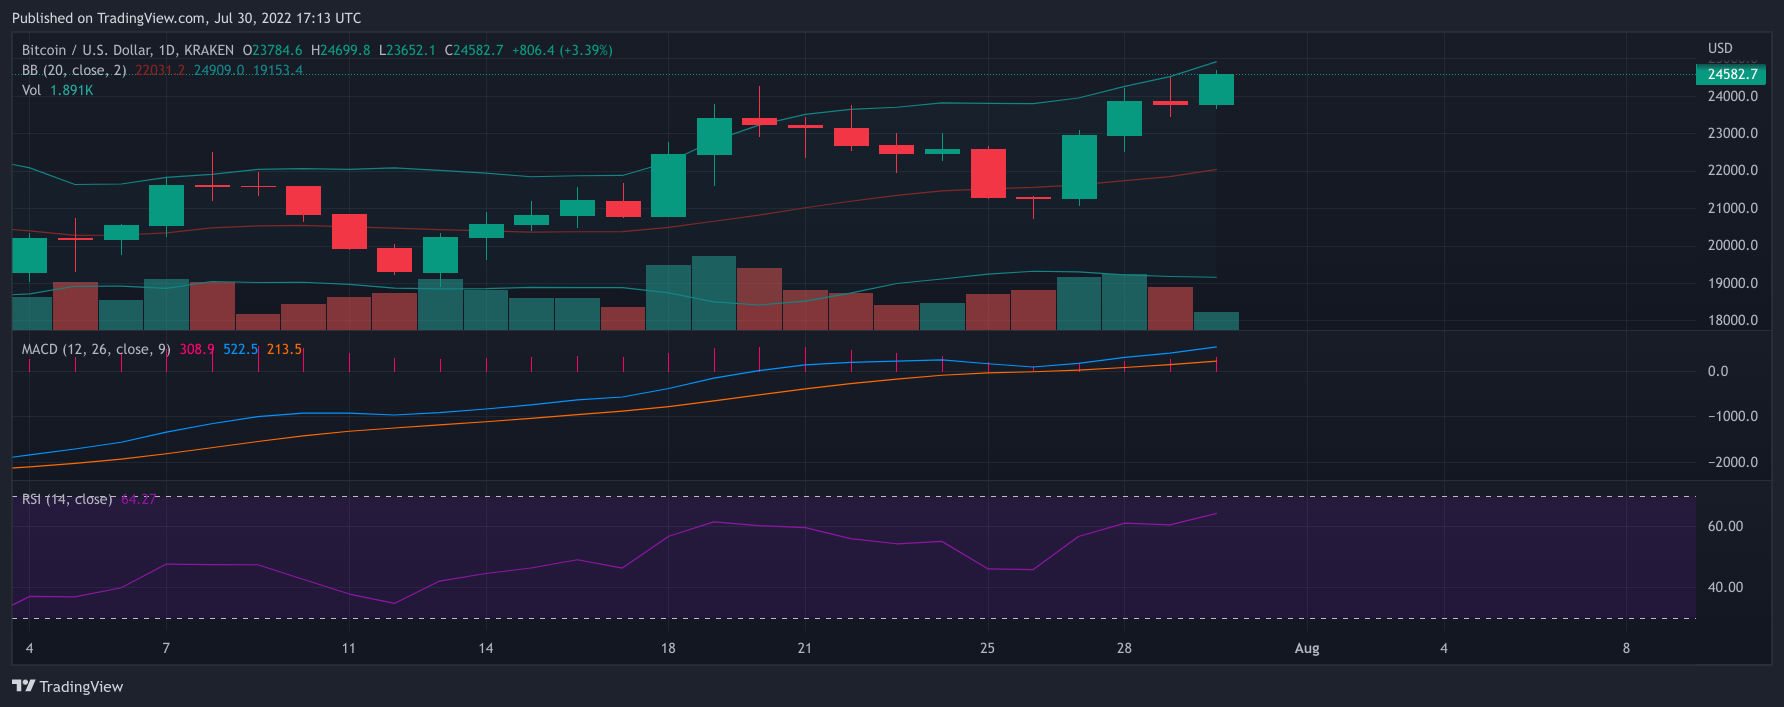 Published on TradingView.com, Jul 30, 2022 17:13 UTC
Bitcoin / U.S. Dollar, 1D, KRAKEN O23784.6 H24699.8 L23652.1 C24582.7 +806.4 (+3.39%)
BB (20, close, 2) 22031.2 24909.0 19153.4
Vol 1.891K
USD
24582.7
24000.0
23000.0
22000.0
21000.0
20000.0
19000.0
18000.0
MACD (12, 26, close, 9) 308.9 522.5 213.5
0.0
−1000.0
−2000.0
RSI (14, close) 64.27
60.00
40.00
4 7 11 14 18 21 25 28 Aug 4 8
TradingView